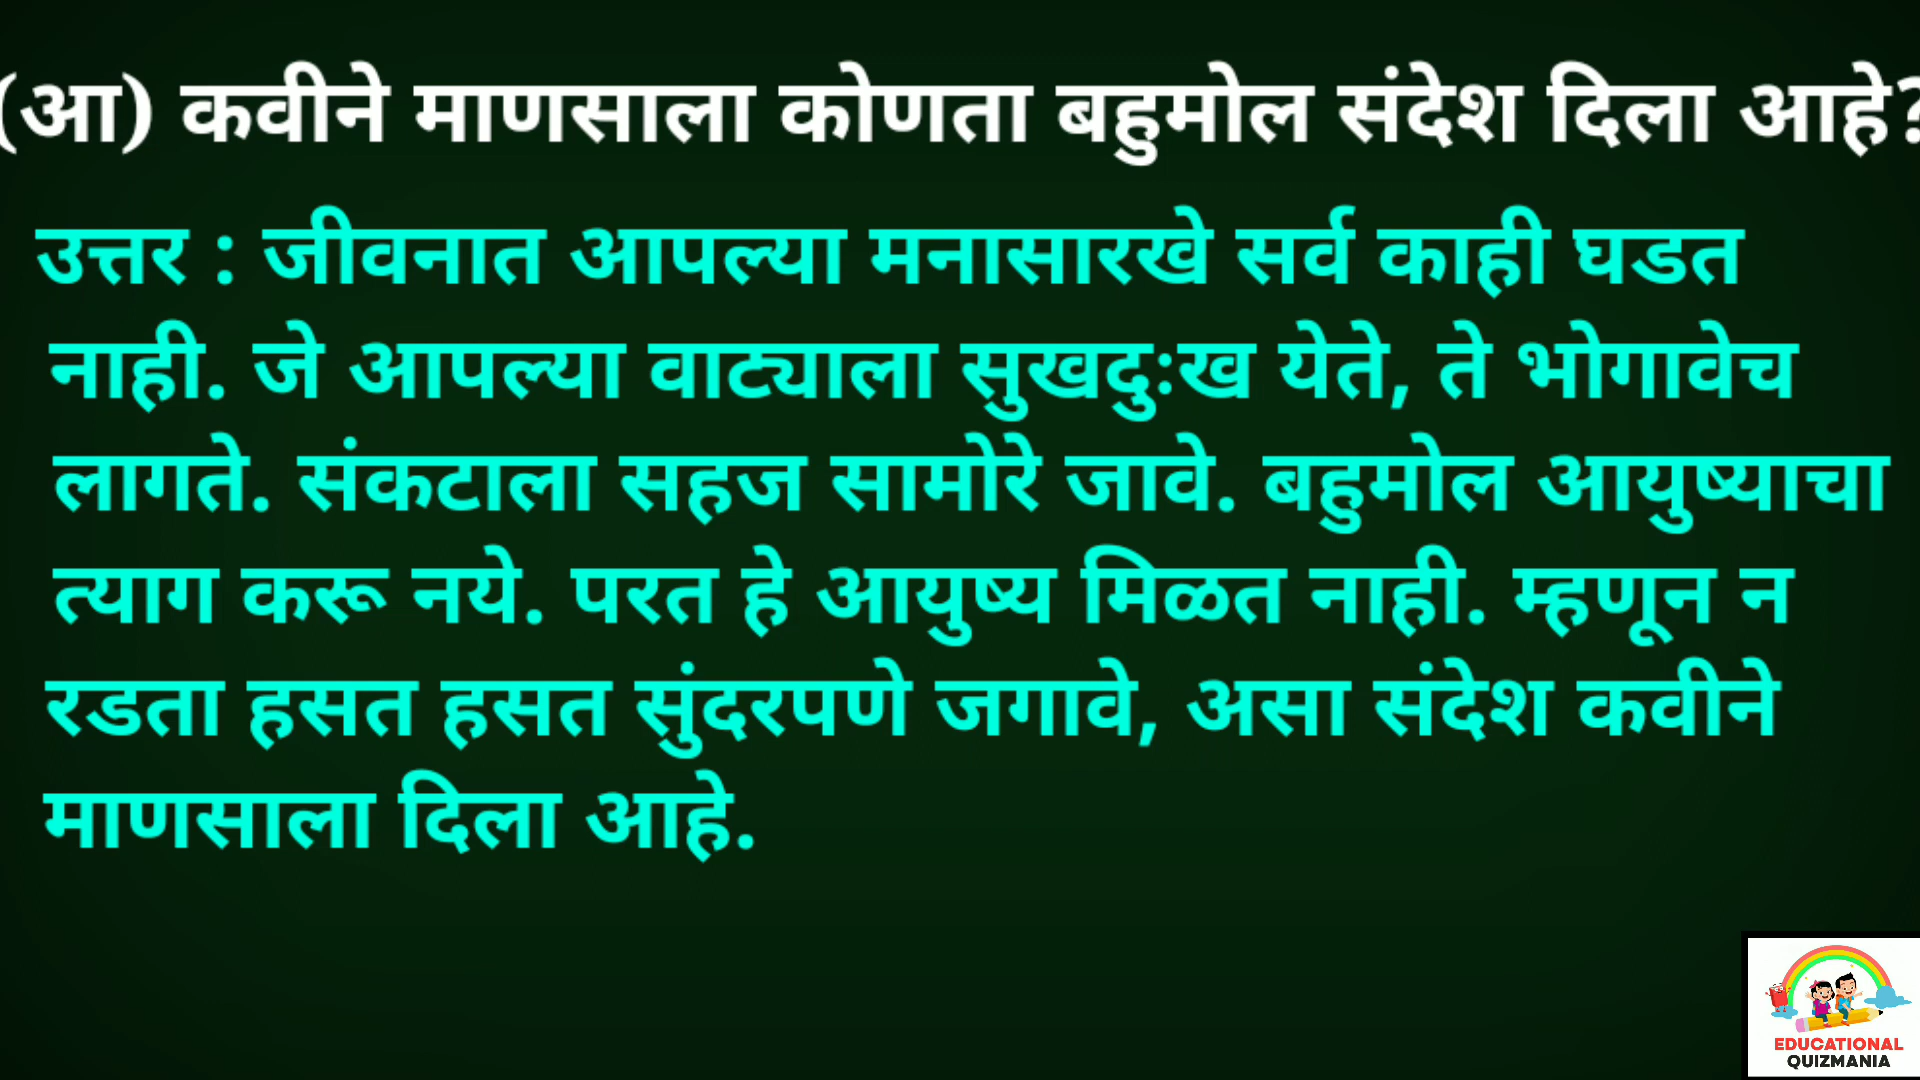 (आ) कवीने माणसाला कोणता बहुमोल संदेश दिला आहे?
उत्तर : जीवनात आपल्या मनासारखे सर्व काही घडत
नाही. जे आपल्या वाट्याला सुखदुःख येते, ते भोगावेच
लागते. संकटाला सहज सामोरे जावे. बहुमोल आयुष्याचा
त्याग करू नये. परत हे आयुष्य मिळत नाही. म्हणून न
रडता हसत हसत सुंदरपणे जगावे, असा संदेश कवीने
माणसाला दिला आहे.
EDUCATIONAL
QUIZMANIA